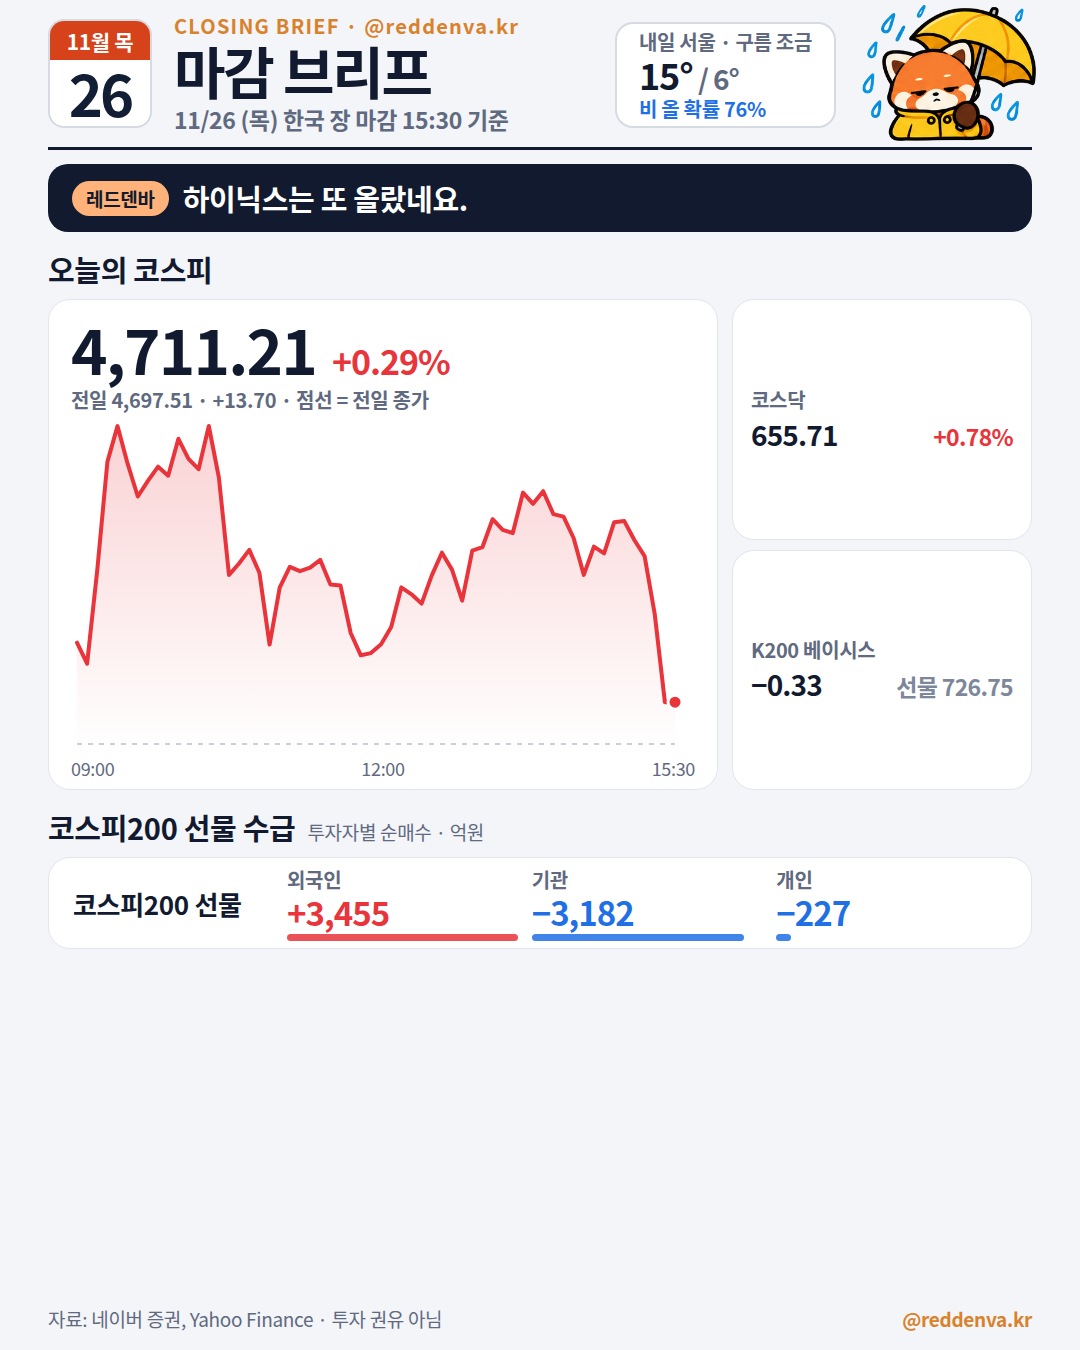 11월 목
26
CLOSING BRIEF · @reddenva.kr
마감 브리프
11/26 (목) 한국 장 마감 15:30 기준
내일 서울 · 구름 조금
15° / 6°
비 올 확률 76%
레드덴바 하이닉스는 또 올랐네요.
오늘의 코스피
4,711.21 +0.29%
전일 4,697.51 · +13.70 · 점선 = 전일 종가
09:00 12:00 15:30
코스닥
655.71 +0.78%
K200 베이시스
−0.33 선물 726.75
코스피200 선물 수급 투자자별 순매수 · 억원
코스피200 선물
외국인
+3,455
기관
−3,182
개인
−227
자료: 네이버 증권, Yahoo Finance · 투자 권유 아님
@reddenva.kr